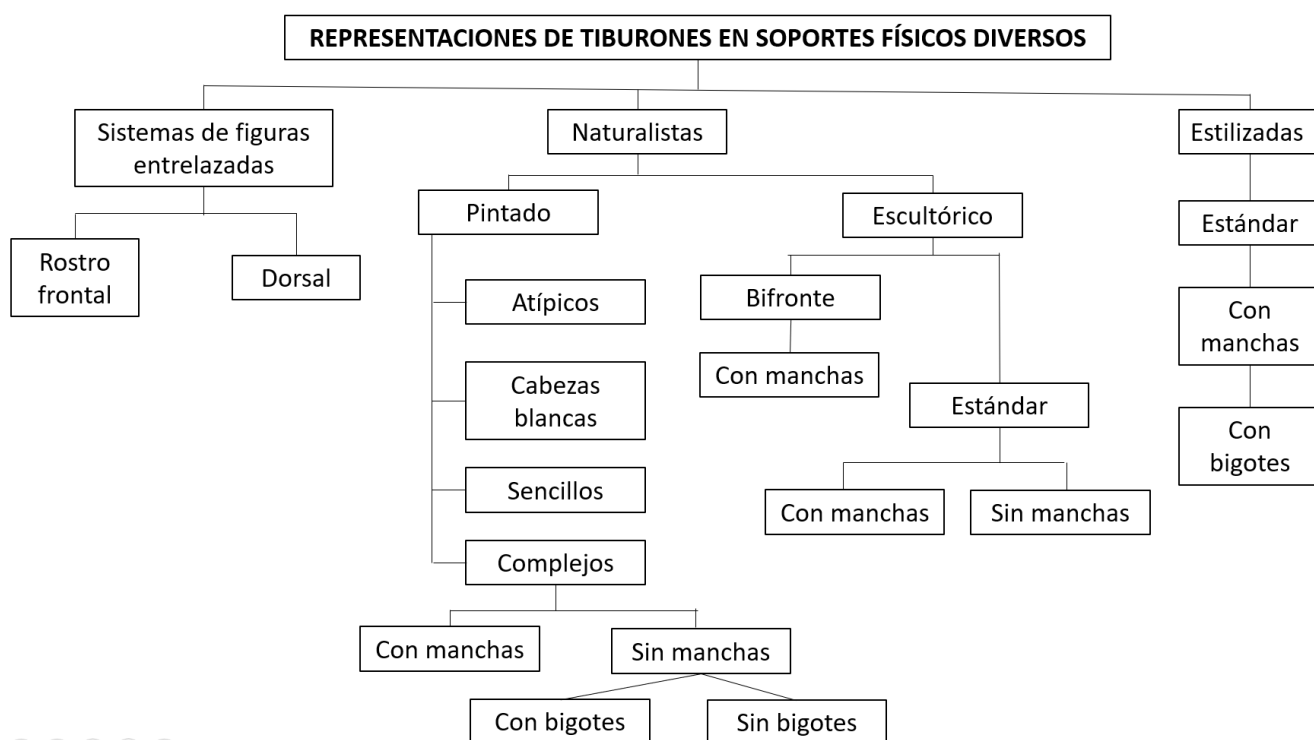 REPRESENTACIONES DE TIBURONES EN SOPORTES FÍSICOS DIVERSOS
Sistemas de figuras
entrelazadas
Naturalistas
Estilizadas
Pintado
Escultórico
Estándar
Rostro
frontal
Dorsal
Atípicos
Bifronte
Con
manchas
Cabezas
blancas
Con manchas
Estándar
Con
bigotes
Sencillos
Con manchas
Sin manchas
Complejos
Con manchas
Sin manchas
Con bigotes
Sin bigotes